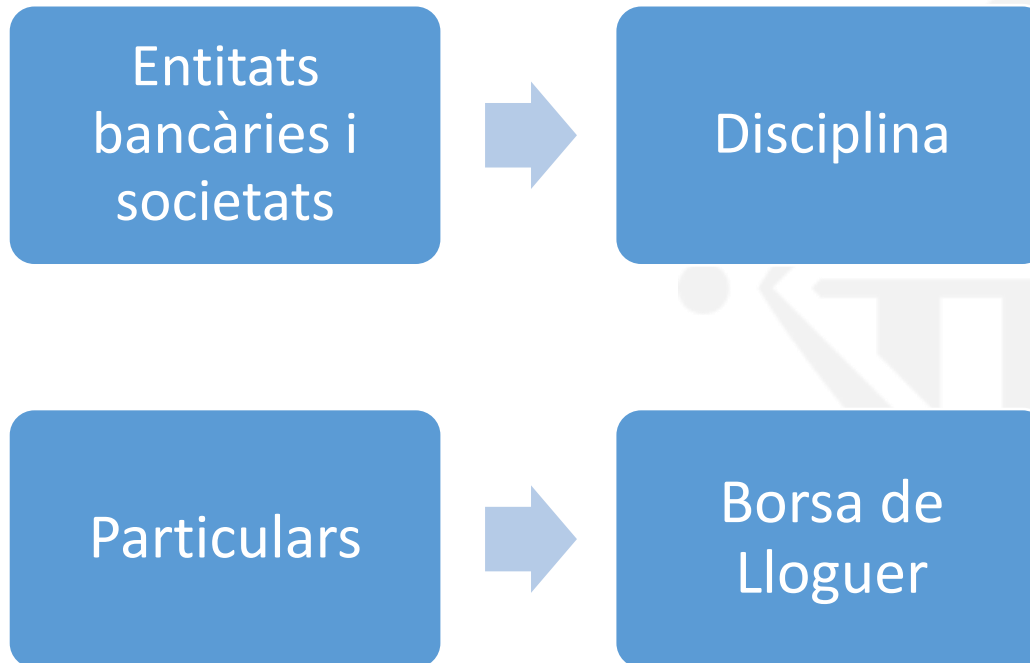 Entitats
bancàries i
societats
Disciplina
Particulars
Borsa de
Lloguer